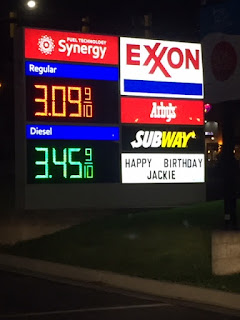 FUEL TECHNOLOGY
Synergy
Regular
3.09 9/10
Diesel
3.45 9/10
EXXON
Arby's
SUBWAY
HAPPY BIRTHDAY
JACKIE